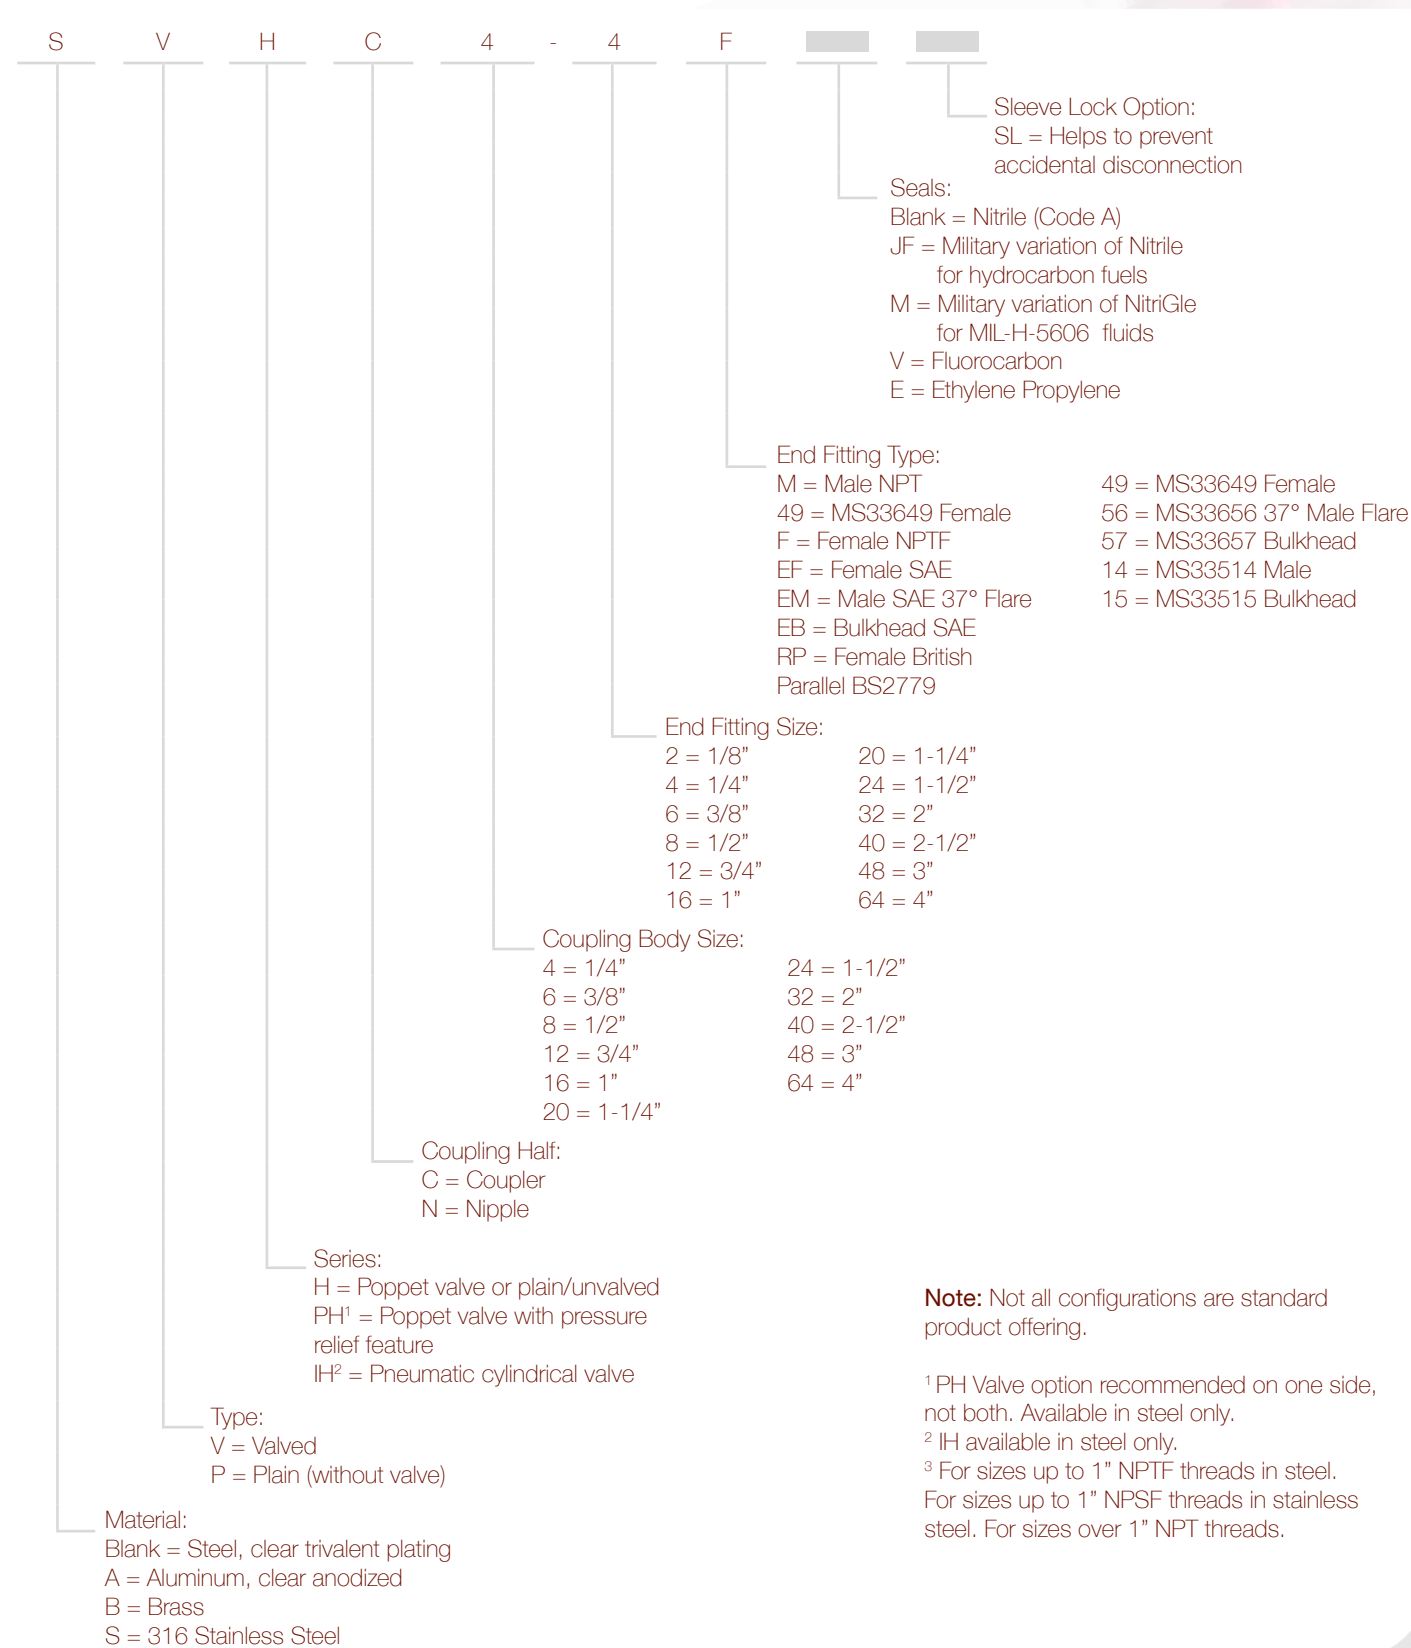 S V H C 4 - 4 F
Sleeve Lock Option:
SL = Helps to prevent
accidental disconnection
Seals:
Blank = Nitrile (Code A)
JF = Military variation of Nitrile
for hydrocarbon fuels
M = Military variation of NitriGle
for MIL-H-5606 fluids
V = Fluorocarbon
E = Ethylene Propylene
End Fitting Type:
M = Male NPT
49 = MS33649 Female
F = Female NPTF
EF = Female SAE
EM = Male SAE 37° Flare
EB = Bulkhead SAE
RP = Female British
Parallel BS2779
49 = MS33649 Female
56 = MS33656 37° Male Flare
57 = MS33657 Bulkhead
14 = MS33514 Male
15 = MS33515 Bulkhead
End Fitting Size:
2 = 1/8”
4 = 1/4”
6 = 3/8”
8 = 1/2”
12 = 3/4”
16 = 1”
20 = 1-1/4”
24 = 1-1/2”
32 = 2”
40 = 2-1/2”
48 = 3”
64 = 4”
Coupling Body Size:
4 = 1/4”
6 = 3/8”
8 = 1/2”
12 = 3/4”
16 = 1”
20 = 1-1/4”
24 = 1-1/2”
32 = 2”
40 = 2-1/2”
48 = 3”
64 = 4”
Coupling Half:
C = Coupler
N = Nipple
Series:
H = Poppet valve or plain/unvalved
PH¹ = Poppet valve with pressure
relief feature
IH² = Pneumatic cylindrical valve
Type:
V = Valved
P = Plain (without valve)
Material:
Blank = Steel, clear trivalent plating
A = Aluminum, clear anodized
B = Brass
S = 316 Stainless Steel
Note: Not all configurations are standard
product offering.
¹ PH Valve option recommended on one side,
not both. Available in steel only.
² IH available in steel only.
³ For sizes up to 1” NPTF threads in steel.
For sizes up to 1” NPSF threads in stainless
steel. For sizes over 1” NPT threads.